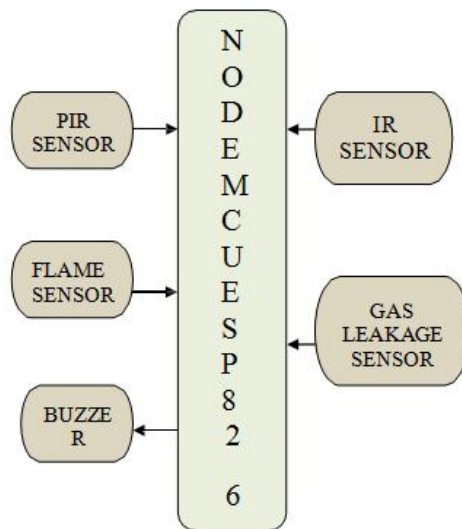 PIR
SENSOR
FLAME
SENSOR
BUZZE
R
N
O
D
E M
C
U
E
S
P
8
2
6
IR
SENSOR
GAS
LEAKAGE
SENSOR